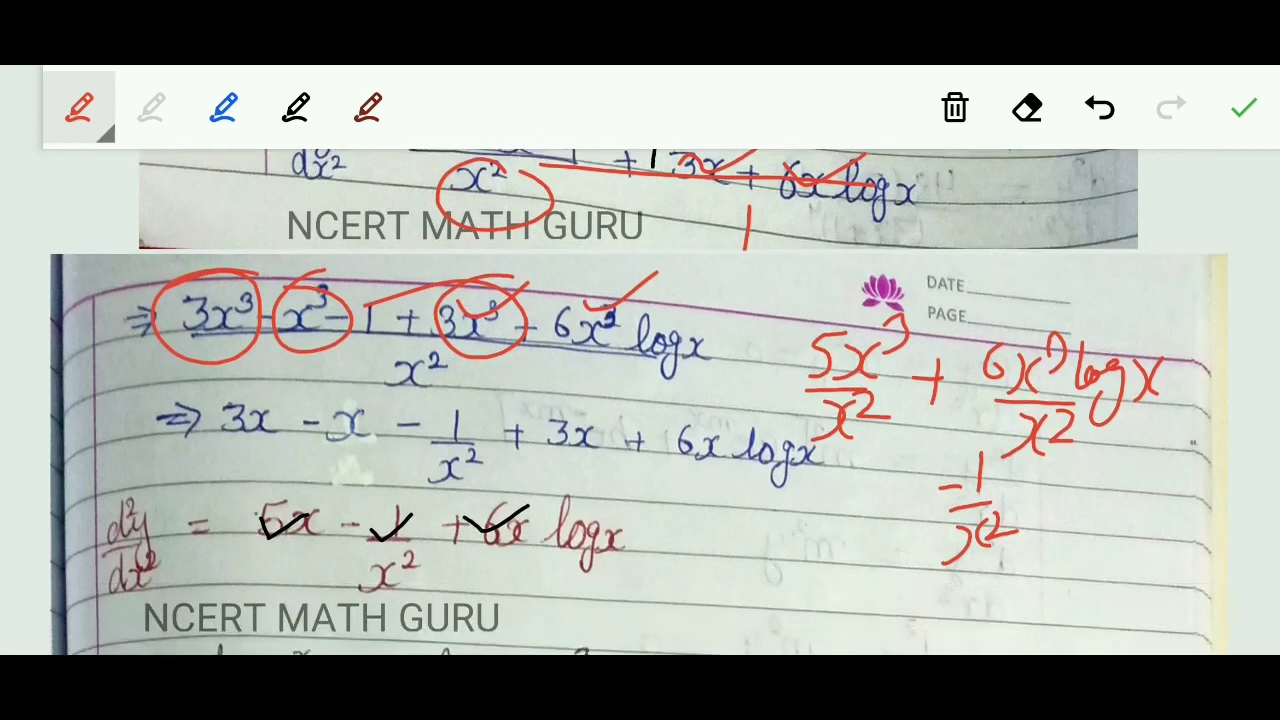 d²y/dx² x² + 3x + 6x log x
NCERT MATH GURU
DATE
PAGE
⇒ (3x³ - x³ - 1 + 3x³ - 6x³ log x)/x²
5x³/x² + 6x³ log x/x²
⇒ 3x - x - 1/x² + 3x + 6x log x
-1/x²
d²y/dx² = 5x - 1/x² + 6x log x
NCERT MATH GURU